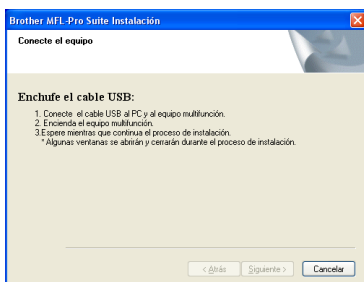 Brother MFL-Pro Suite Instalación
Conecte el equipo
Enchufe el cable USB:
1. Conecte el cable USB al PC y al equipo multifunción.
2. Encienda el equipo multifunción.
3.Espere mientras que continua el proceso de instalación.
* Algunas ventanas se abrirán y cerrarán durante el proceso de instalación.
< Atrás
Siguiente >
Cancelar